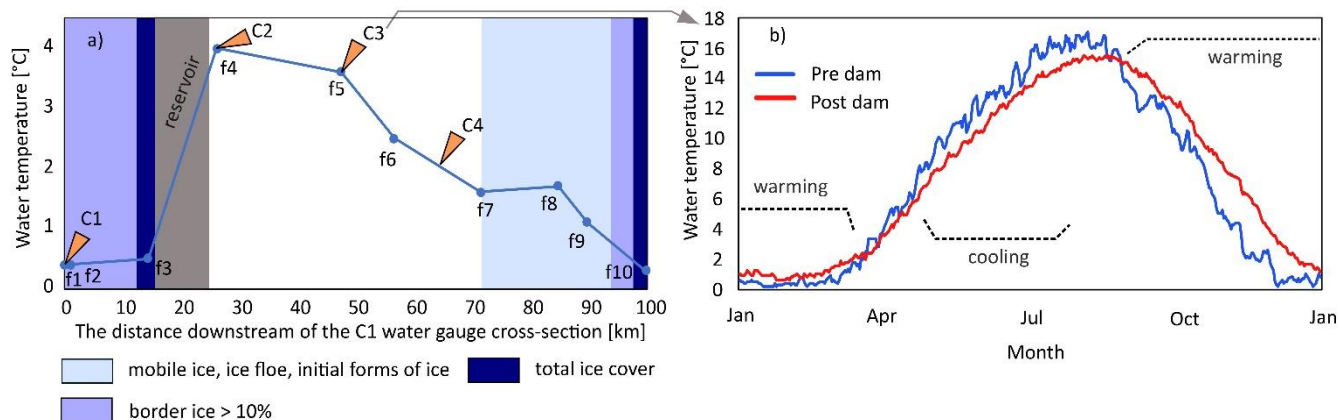 a)
Water temperature [°C]
4
3
2
1
0
C1
C2
C3
C4
reservoir
f1
f2
f3
f4
f5
f6
f7
f8
f9
f10
0 10 20 30 40 50 60 70 80 90 100
The distance downstream of the C1 water gauge cross-section [km]
mobile ice, ice floe, initial forms of ice
total ice cover
border ice > 10%
b)
Water temperature [°C]
18
16
14
12
10
8
6
4
2
0
Pre dam
Post dam
warming
warming
cooling
Jan Apr Jul Oct Jan
Month